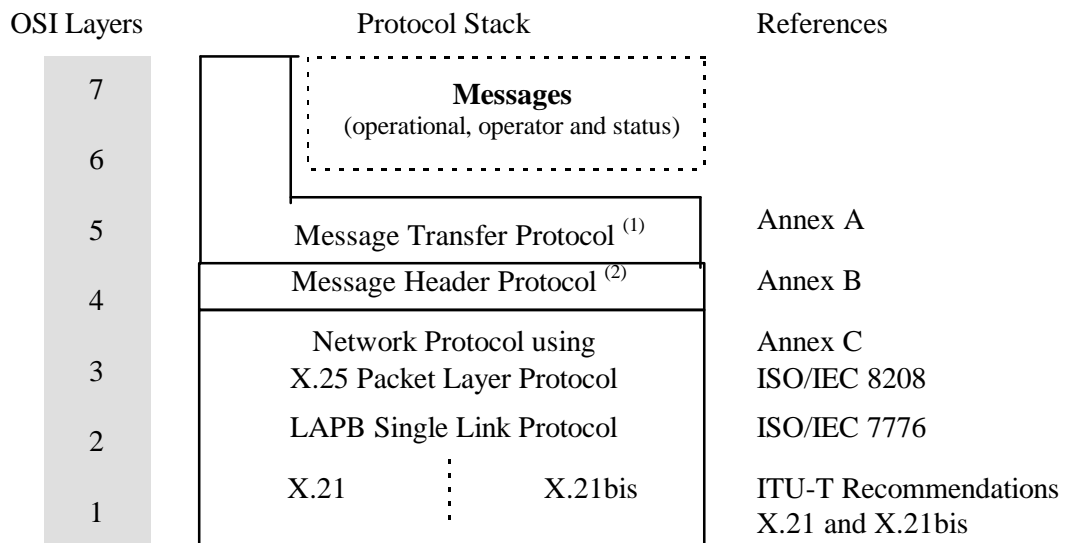 OSI Layers Protocol Stack References
7 Messages
(operational, operator and status)
6
5 Message Transfer Protocol (1) Annex A
Message Header Protocol (2) Annex B
4
Network Protocol using Annex C
3 X.25 Packet Layer Protocol ISO/IEC 8208
2 LAPB Single Link Protocol ISO/IEC 7776
X.21 X.21bis ITU-T Recommendations
1 X.21 and X.21bis